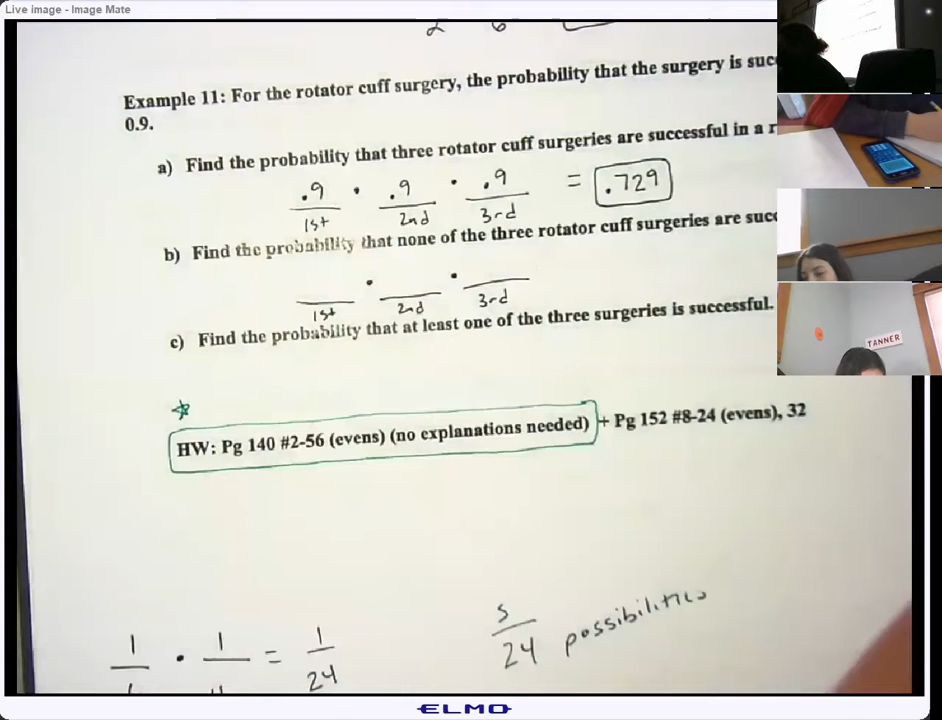 Live image - Image Mate
Example 11: For the rotator cuff surgery, the probability that the surgery is
0.9.
a) Find the probability that three rotator cuff surgeries are successful in a
.9 · .9 · .9 = .729
1st 2nd 3rd
b) Find the probability that none of the three rotator cuff surgeries are
1st 2nd 3rd
c) Find the probability that at least one of the three surgeries is successful.
TANNER
HW: Pg 140 #2-56 (evens) (no explanations needed) + Pg 152 #8-24 (evens), 32
5/24 possibilities
1 · 1 = 1/24
ELMO